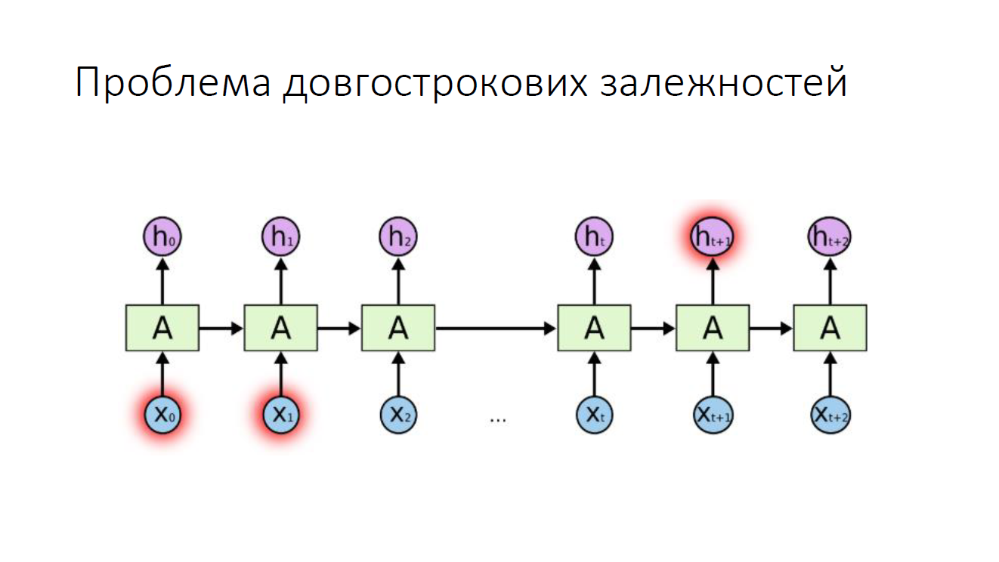 Проблема довгострокових залежностей
h₀ h₁ h₂ hₜ hₜ₊₁ hₜ₊₂
A A A A A A
x₀ x₁ x₂ ... xₜ xₜ₊₁ xₜ₊₂